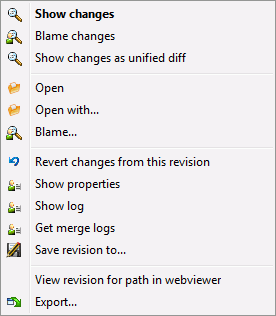 Show changes
Blame changes
Show changes as unified diff
Open
Open with...
Blame...
Revert changes from this revision
Show properties
Show log
Get merge logs
Save revision to...
View revision for path in webviewer
Export...